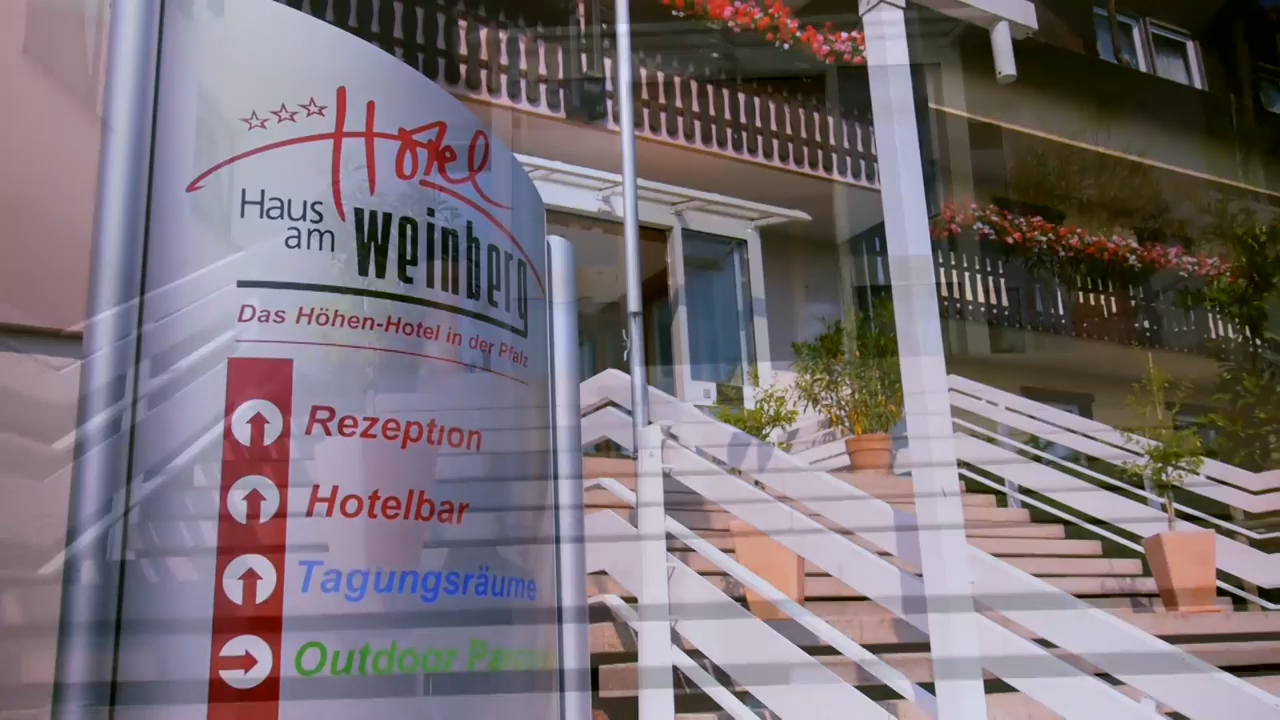 Hotel
Haus
am weinberg
Das Höhen-Hotel in der Pfalz
Rezeption
Hotelbar
Tagungsräume
Outdoor